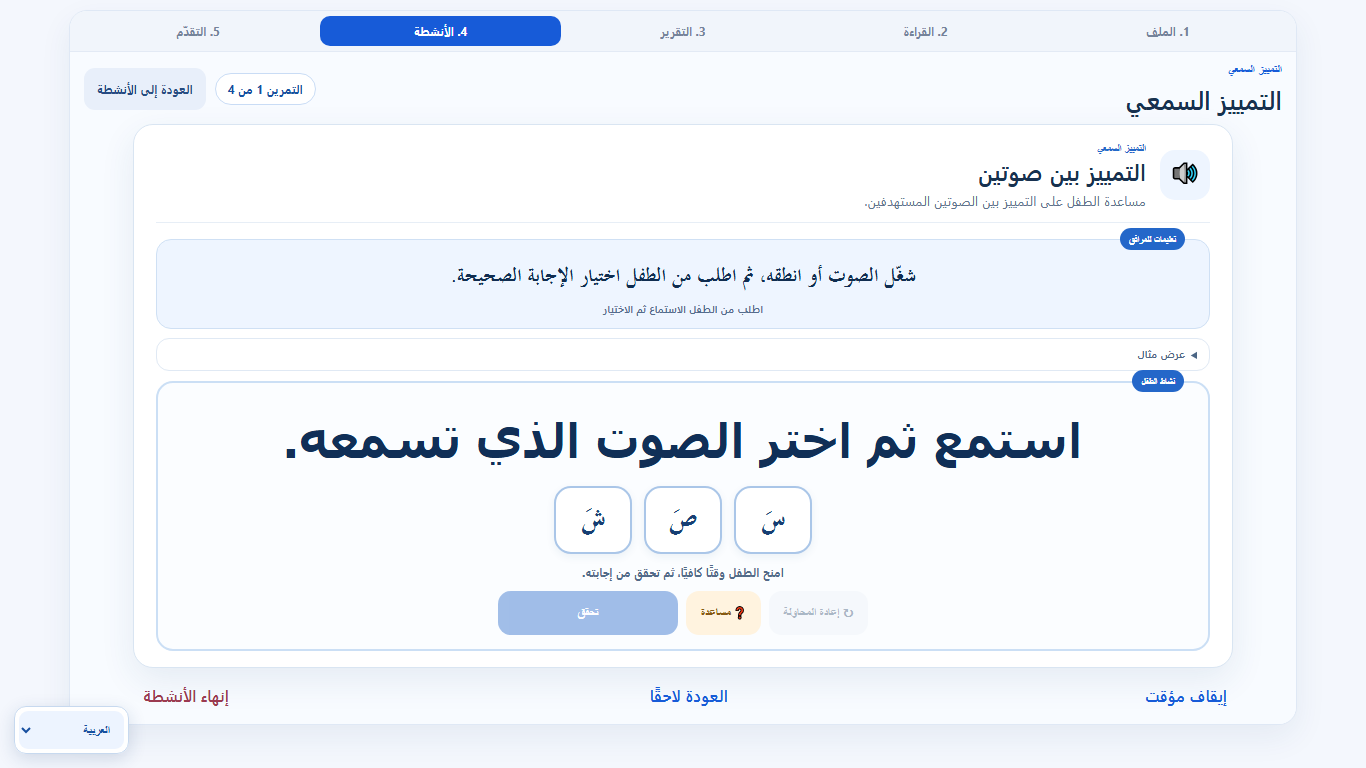 1. الملف
2. القراءة
3. التقرير
4. الأنشطة
5. التقدّم
التمييز السمعي
التمييز السمعي
التمرين 1 من 4
العودة إلى الأنشطة
التمييز السمعي
التمييز بين صوتين
مساعدة الطفل على التمييز بين الصوتين المستهدفين.
تعليمات للمرافق
شغّل الصوت أو انطقه، ثم اطلب من الطفل اختيار الإجابة الصحيحة.
اطلب من الطفل الاستماع ثم الاختيار
عرض مثال
نشاط الطفل
استمع ثم اختر الصوت الذي تسمعه.
سَ
صَ
شَ
امنح الطفل وقتًا كافيًا، ثم تحقق من إجابته.
↻ إعادة المحاولة
❓ مساعدة
تحقق
إيقاف مؤقت
العودة لاحقًا
إنهاء الأنشطة
العربية